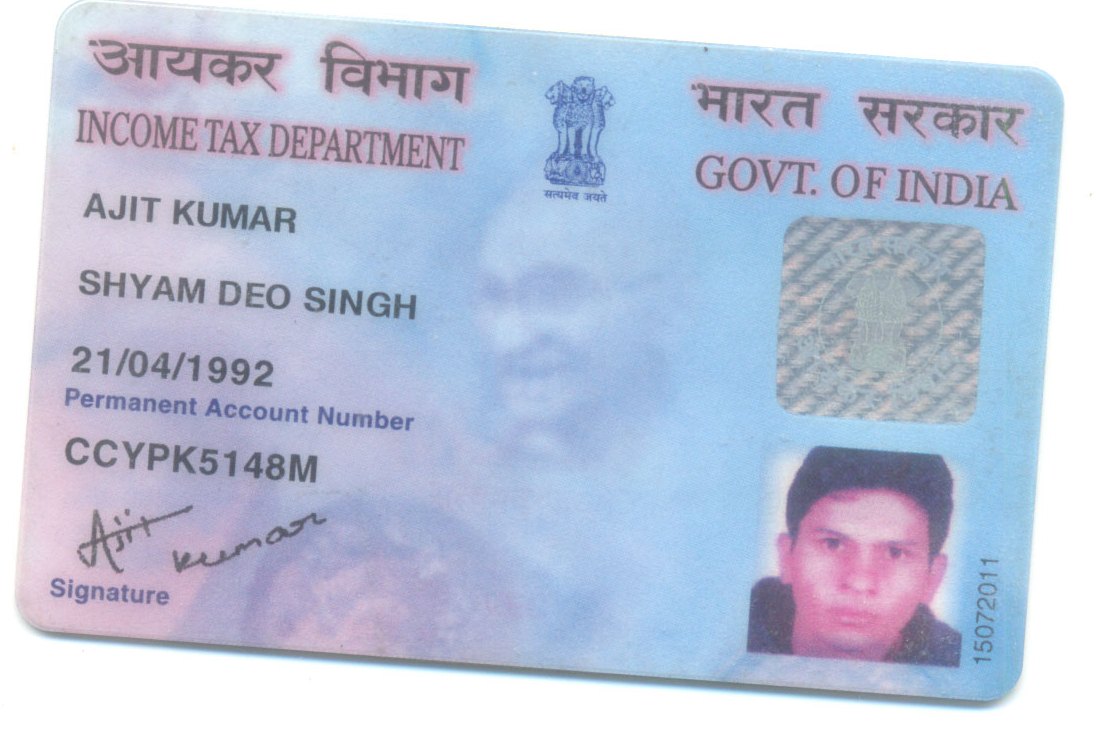 आयकर विभाग
INCOME TAX DEPARTMENT
सत्यमेव जयते
भारत सरकार
GOVT. OF INDIA
AJIT KUMAR
SHYAM DEO SINGH
21/04/1992
Permanent Account Number
CCYPK5148M
Ajit Kumar
Signature
15072011